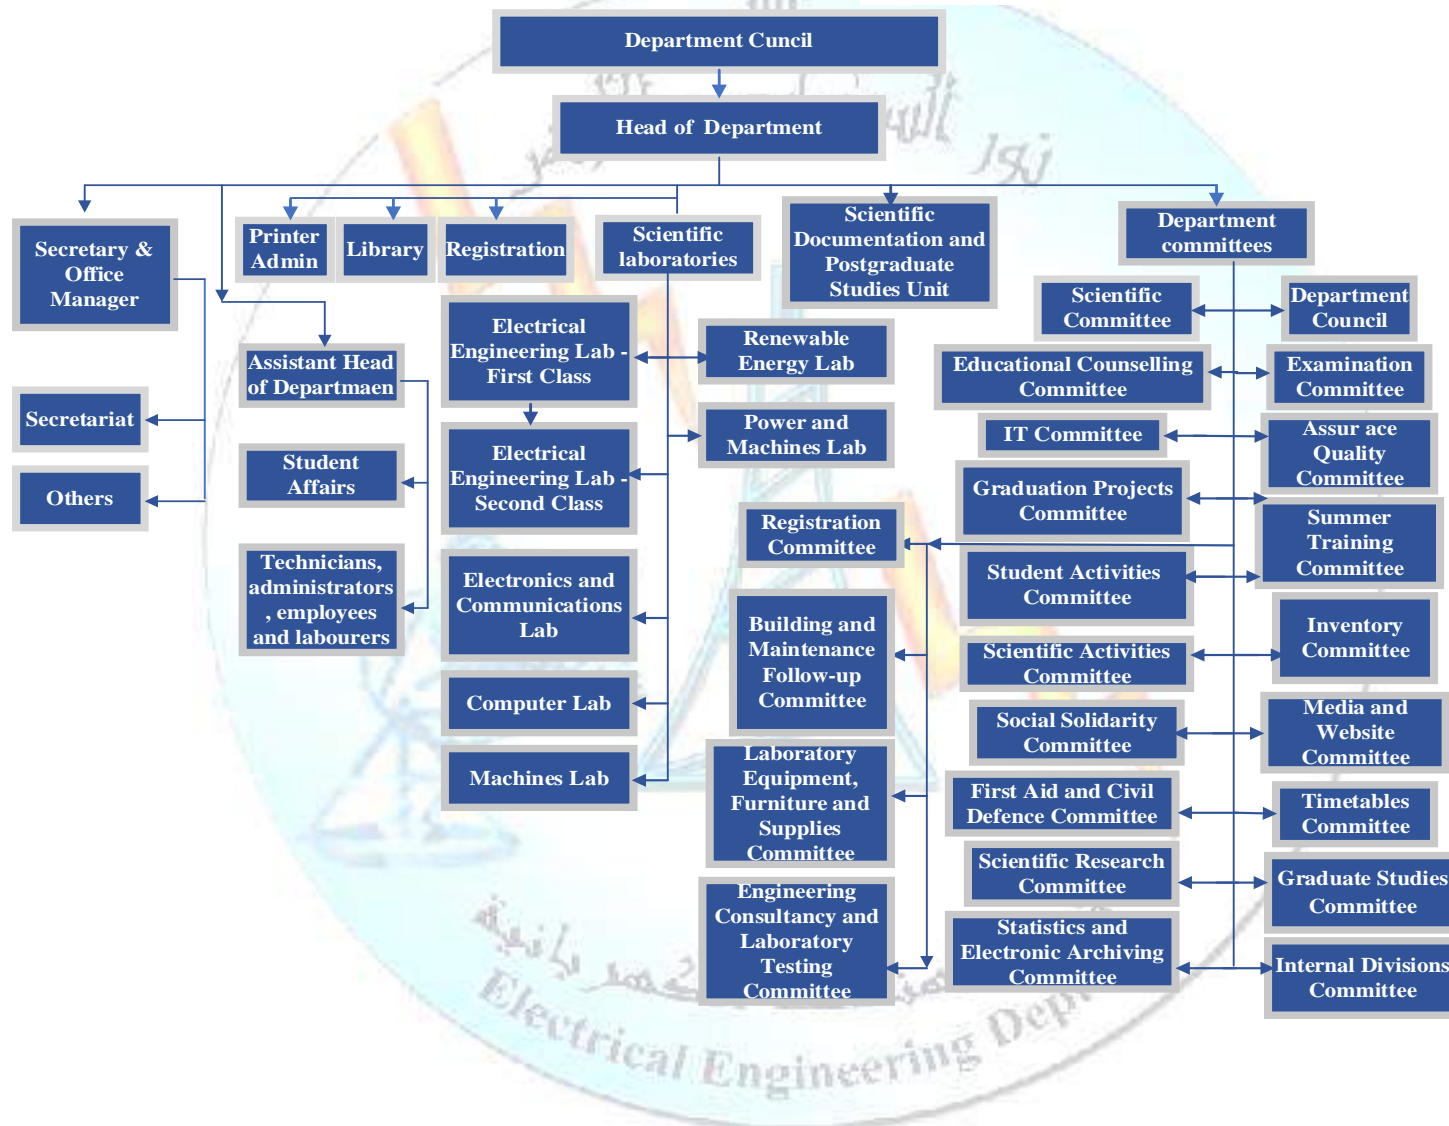 Department Cuncil
Head of Department
Secretary &
Office
Manager
Printer
Admin
Library
Registration
Scientific
laboratories
Scientific
Documentation and
Postgraduate
Studies Unit
Department
committees
Secretariat
Others
Assistant Head
of Departmaen
Student
Affairs
Technicians,
administrators
, employees
and labourers
Electrical
Engineering Lab -
First Class
Renewable
Energy Lab
Power and
Machines Lab
Electrical
Engineering Lab -
Second Class
Electronics and
Communications
Lab
Computer Lab
Machines Lab
Scientific
Committee
Department
Council
Educational Counselling
Committee
Examination
Committee
IT Committee
Assur ace
Quality
Committee
Graduation Projects
Committee
Summer
Training
Committee
Registration
Committee
Student Activities
Committee
Building and
Maintenance
Follow-up
Committee
Scientific Activities
Committee
Inventory
Committee
Social Solidarity
Committee
Media and
Website
Committee
Laboratory
Equipment,
Furniture and
Supplies
Committee
First Aid and Civil
Defence Committee
Timetables
Committee
Scientific Research
Committee
Graduate Studies
Committee
Engineering
Consultancy and
Laboratory
Testing
Committee
Statistics and
Electronic Archiving
Committee
Internal Divisions
Committee
نور
Electrical Engineering Dep